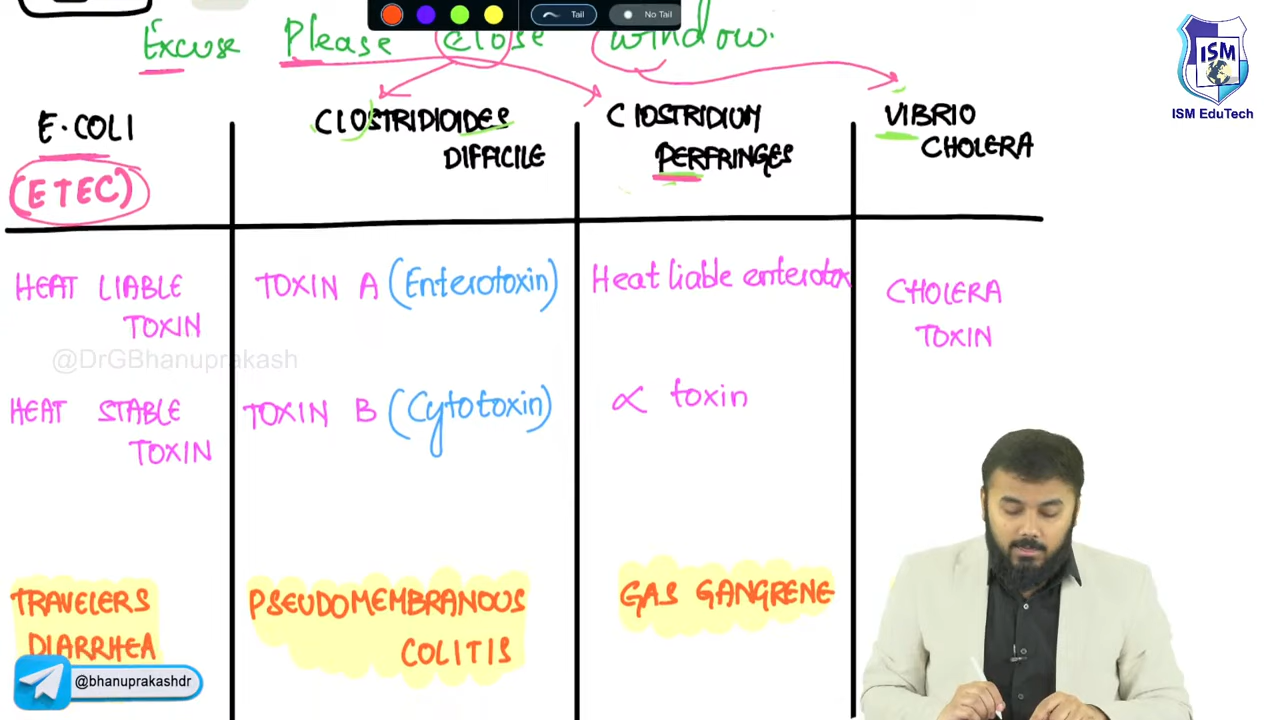 Tail
No Tail
Excuse Please Close Window.
ISM
ISM EduTech
E.COLI
(ETEC)
CLOSTRIDIOIDES
DIFFICILE
CLOSTRIDIUM
PERFRINGES
VIBRIO
CHOLERA
HEAT LIABLE
TOXIN
TOXIN A (Enterotoxin)
Heat liable enterotox
CHOLERA
TOXIN
@DrGBhanuprakash
HEAT STABLE
TOXIN
TOXIN B (Cytotoxin)
∝ toxin
TRAVELERS
DIARRHEA
PSEUDOMEMBRANOUS
COLITIS
GAS GANGRENE
@bhanuprakashdr